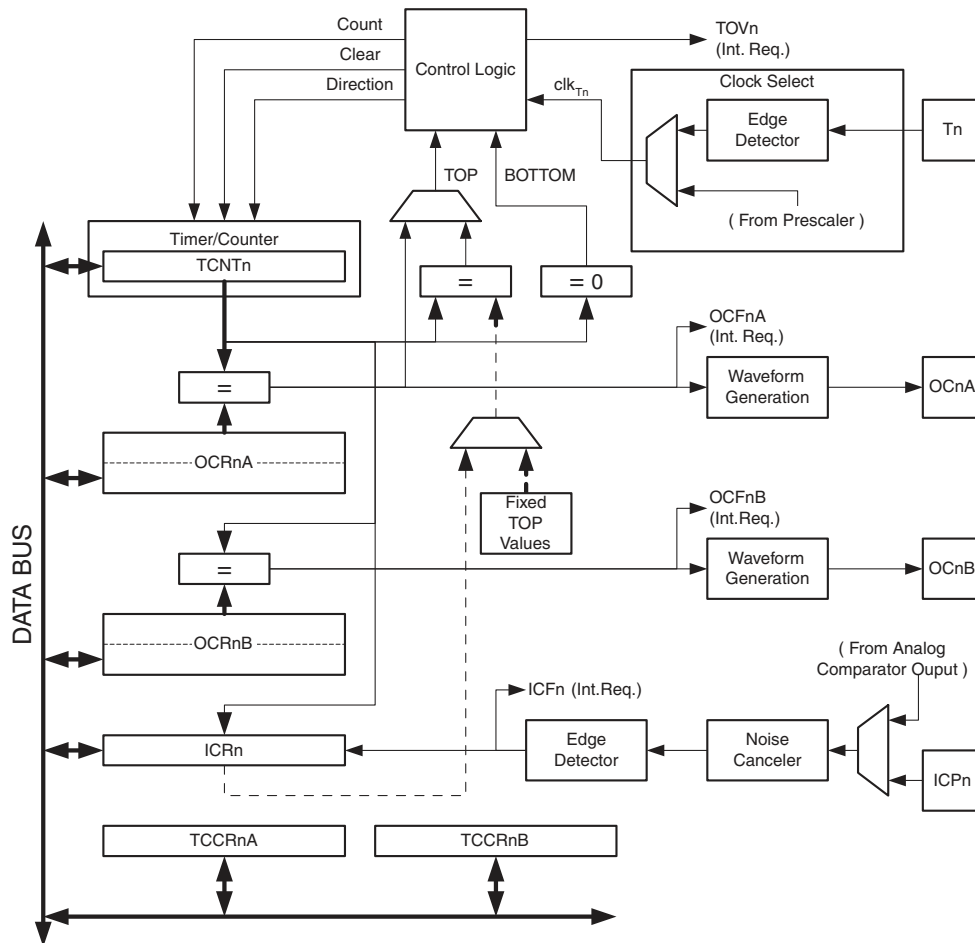 Count
Clear
Direction
Control Logic
TOVn
(Int. Req.)
clkTn
Clock Select
Edge
Detector
Tn
( From Prescaler )
TOP
BOTTOM
Timer/Counter
TCNTn
=
= 0
OCFnA
(Int. Req.)
=
Waveform
Generation
OCnA
OCRnA
Fixed
TOP
Values
OCFnB
(Int.Req.)
=
Waveform
Generation
OCnB
OCRnB
DATA BUS
( From Analog
Comparator Ouput )
ICFn (Int.Req.)
ICRn
Edge
Detector
Noise
Canceler
ICPn
TCCRnA
TCCRnB